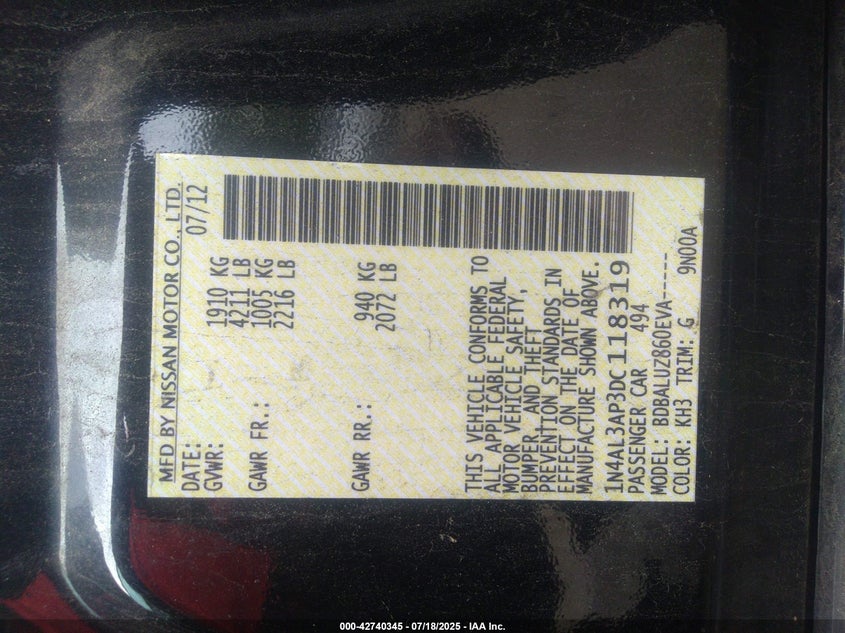 MFD BY NISSAN MOTOR CO., LTD.
DATE: 07/12
GVWR: 1910 KG
4211 LB
GAWR FR.: 1005 KG
2216 LB
GAWR RR.: 940 KG
2072 LB
THIS VEHICLE CONFORMS TO
ALL APPLICABLE FEDERAL
MOTOR VEHICLE SAFETY,
BUMPER, AND THEFT
PREVENTION STANDARDS IN
EFFECT ON THE DATE OF
MANUFACTURE SHOWN ABOVE.
1N4AL3AP3DC118319
PASSENGER CAR 494
MODEL: BDBALUZ860EVA-----
COLOR: KH3 TRIM: G 9N00A
000-42740345 - 07/18/2025 - IAA Inc.